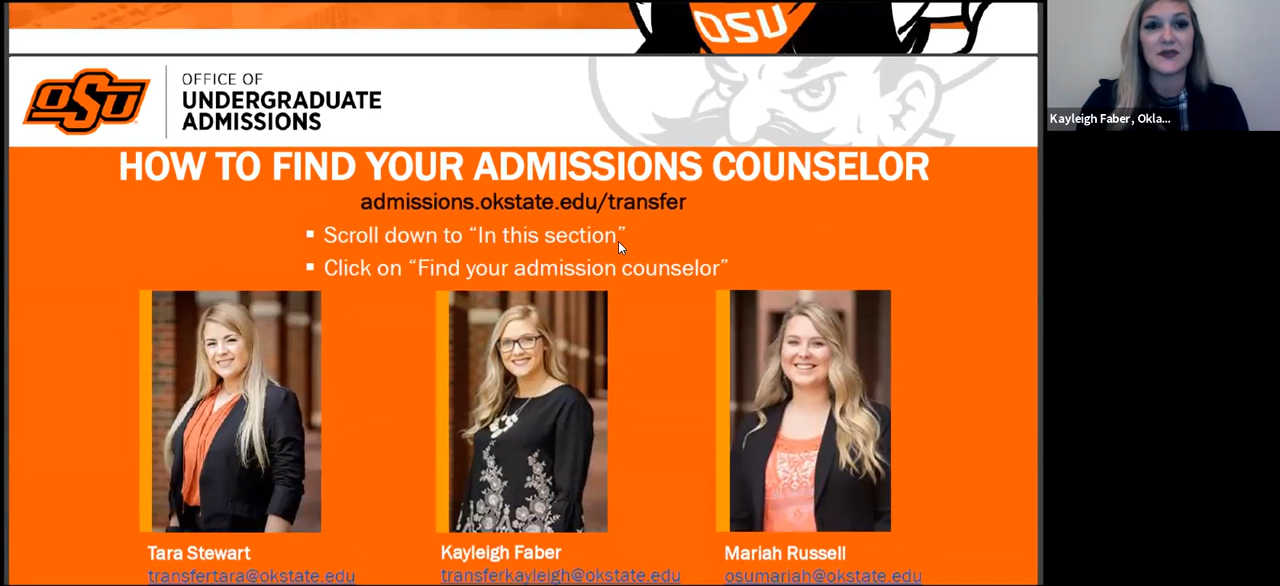 OSU
OSU
OFFICE OF
UNDERGRADUATE
ADMISSIONS
Kayleigh Faber, Okla...
HOW TO FIND YOUR ADMISSIONS COUNSELOR
admissions.okstate.edu/transfer
▪ Scroll down to “In this section”
▪ Click on “Find your admission counselor”
Tara Stewart
Kayleigh Faber
Mariah Russell
transfertara@okstate.edu
transferkayleigh@okstate.edu
osumariah@okstate.edu